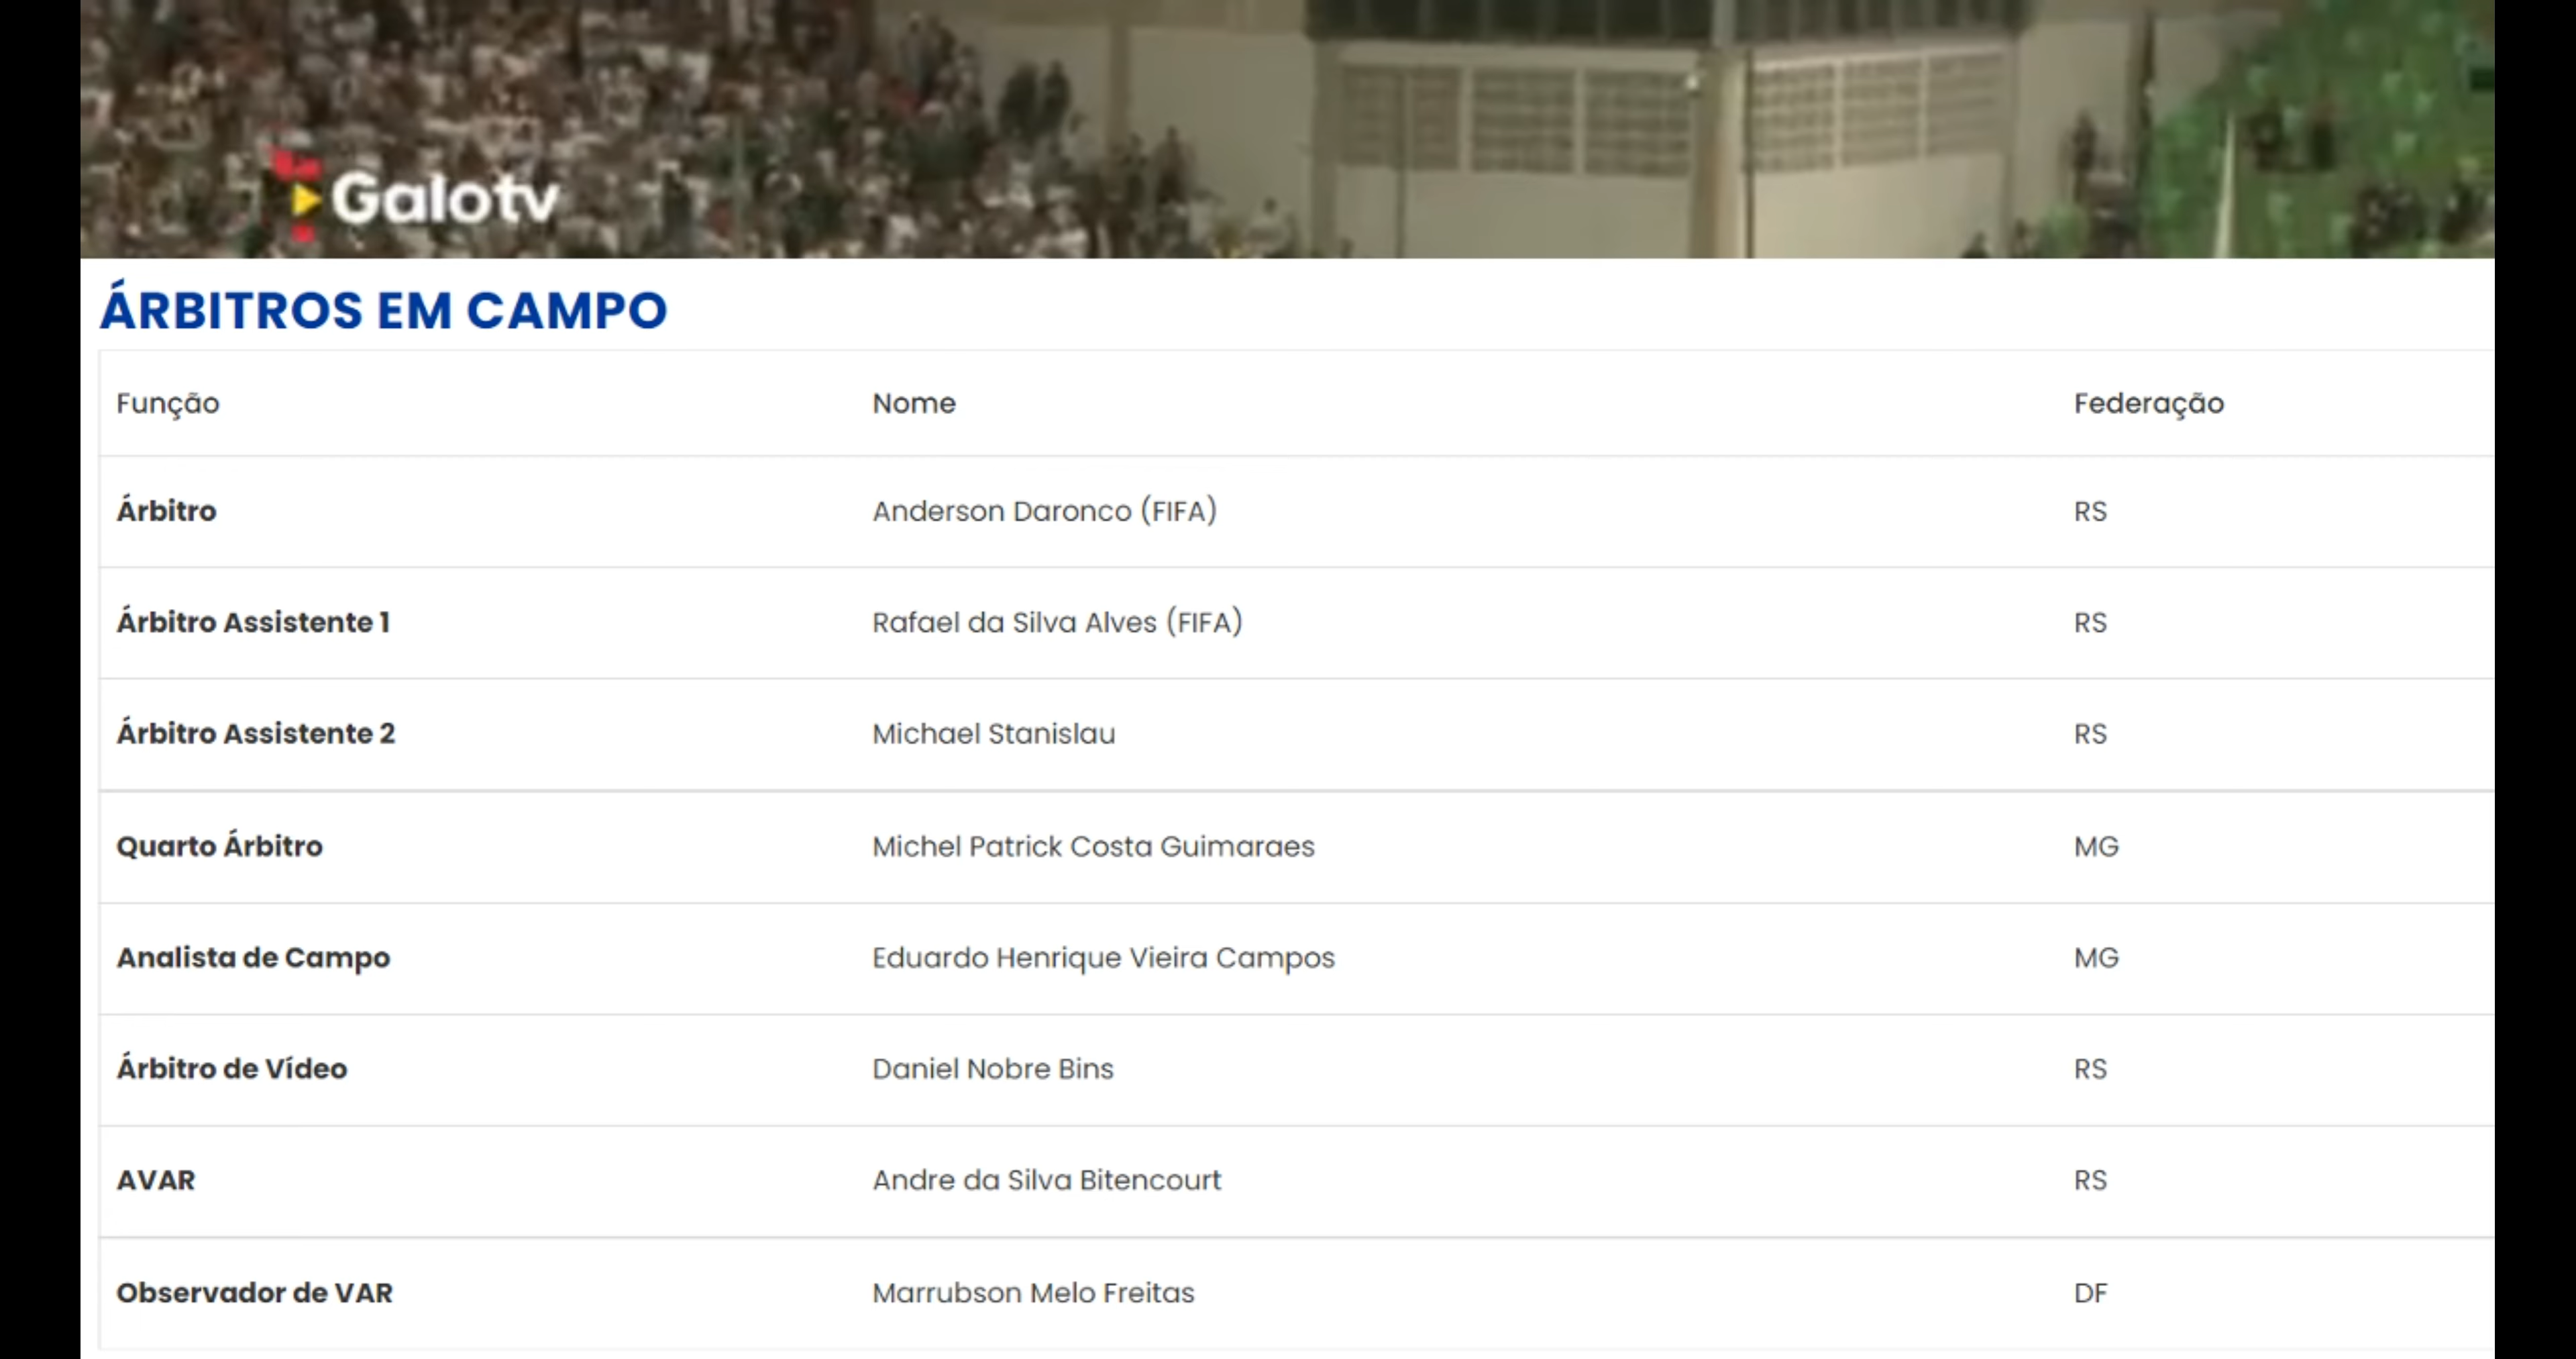 Galotv
ÁRBITROS EM CAMPO
Função Nome Federação
Árbitro Anderson Daronco (FIFA) RS
Árbitro Assistente 1 Rafael da Silva Alves (FIFA) RS
Árbitro Assistente 2 Michael Stanislau RS
Quarto Árbitro Michel Patrick Costa Guimaraes MG
Analista de Campo Eduardo Henrique Vieira Campos MG
Árbitro de Vídeo Daniel Nobre Bins RS
AVAR Andre da Silva Bitencourt RS
Observador de VAR Marrubson Melo Freitas DF